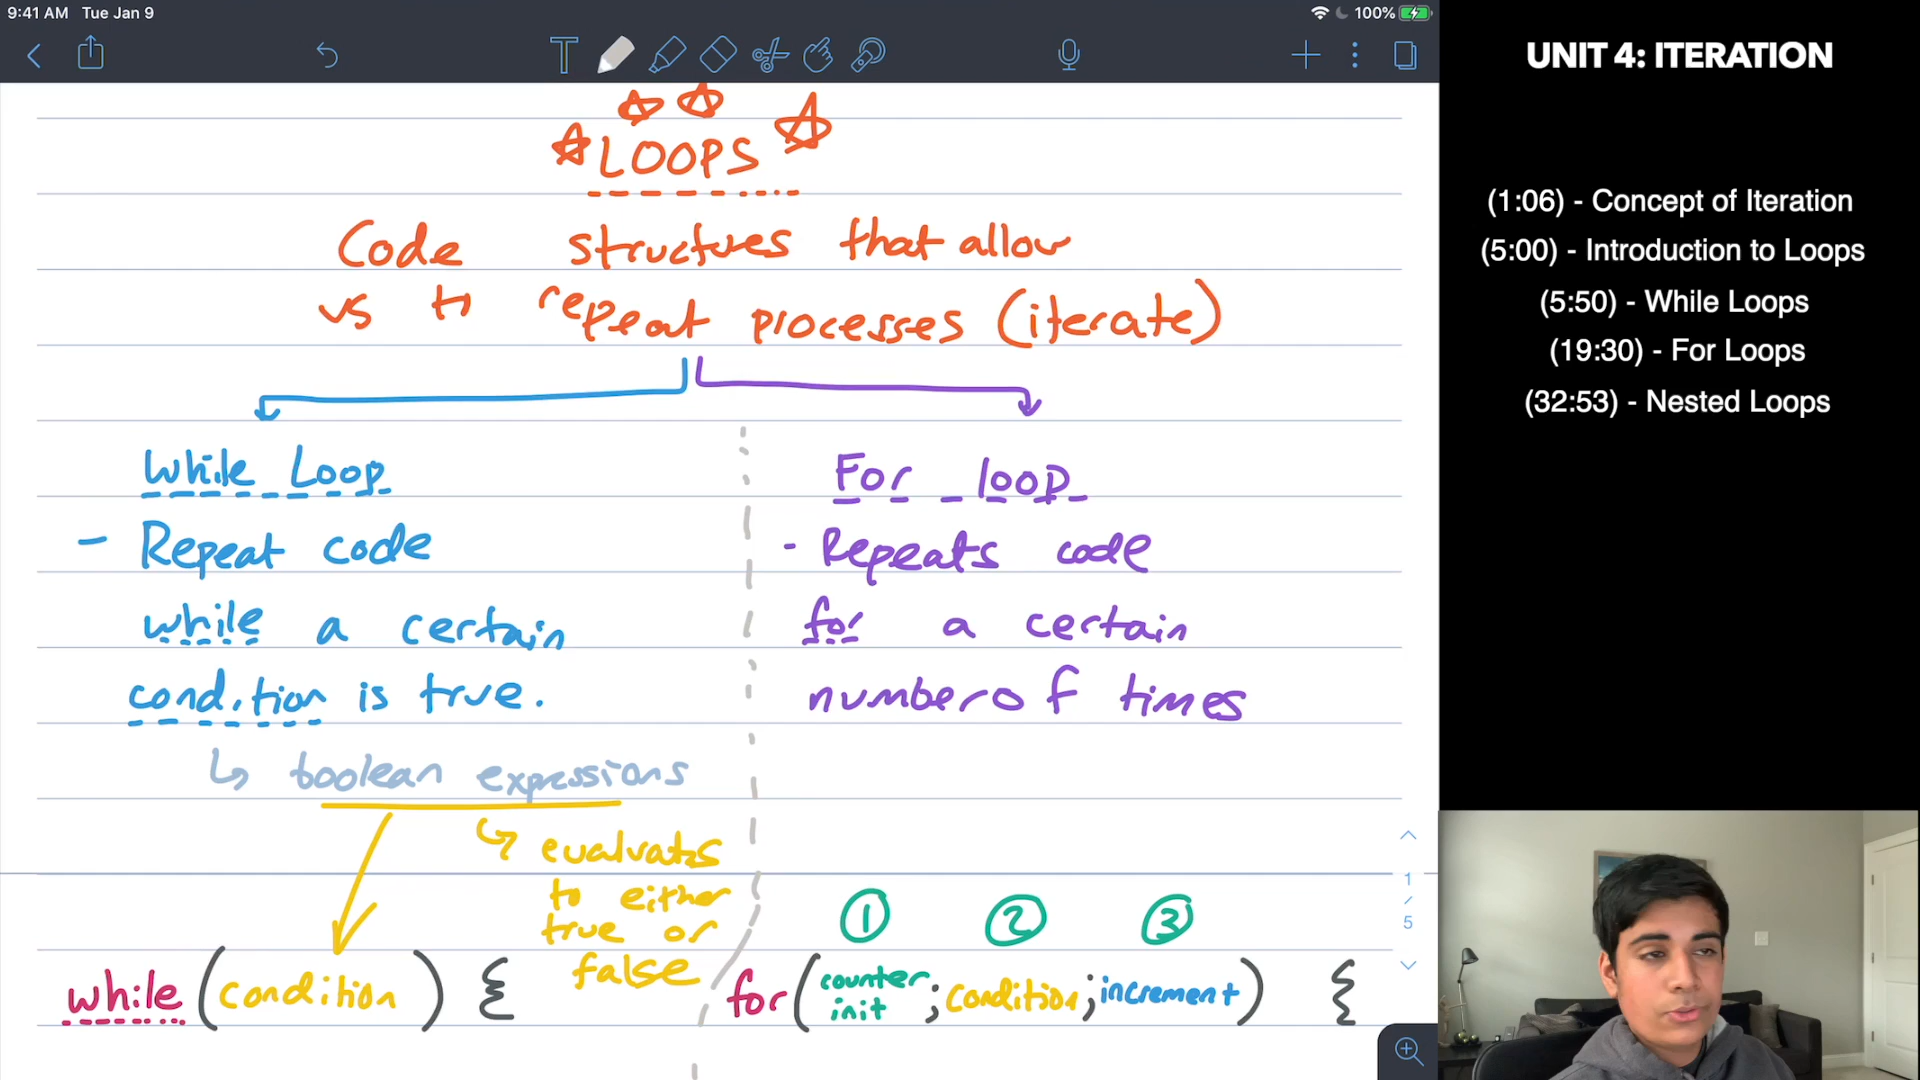 9:41 AM Tue Jan 9
100%
UNIT 4: ITERATION
LOOPS
Code structures that allow
us to repeat processes (iterate)
While Loop
- Repeat code
while a certain
condition is true.
↳ boolean expressions
↳ evaluates
to either
true or
false
while (condition) {
For loop
- Repeats code
for a certain
number of times
1 2 3
for (counter init; condition; increment) {
1
/
5
(1:06) - Concept of Iteration
(5:00) - Introduction to Loops
(5:50) - While Loops
(19:30) - For Loops
(32:53) - Nested Loops